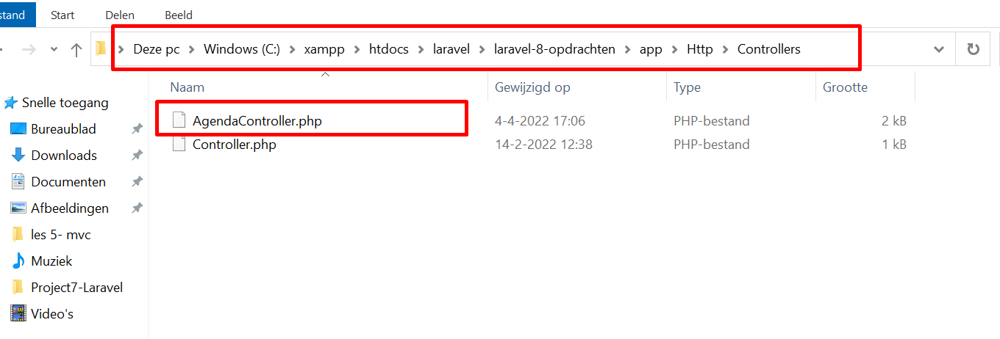 stand Start Delen Beeld
Deze pc Windows (C:) xampp htdocs laravel laravel-8-opdrachten app Http Controllers
Naam Gewijzigd op Type Grootte
Snelle toegang
Bureaublad
Downloads
Documenten
Afbeeldingen
les 5- mvc
Muziek
Project7-Laravel
Video's
AgendaController.php 4-4-2022 17:06 PHP-bestand 2 kB
Controller.php 14-2-2022 12:38 PHP-bestand 1 kB